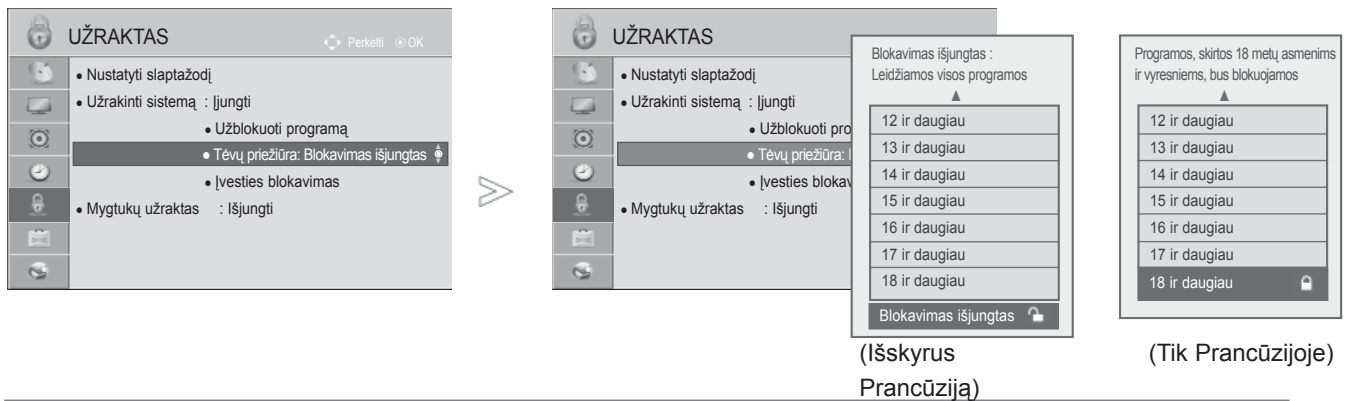 UŽRAKTAS
Perkelti OK
• Nustatyti slaptažodį
• Užrakinti sistemą : Įjungti
• Užblokuoti programą
• Tėvų priežiūra: Blokavimas išjungtas
• Įvesties blokavimas
• Mygtukų užraktas : Išjungti
UŽRAKTAS
• Nustatyti slaptažodį
• Užrakinti sistemą : Įjungti
• Užblokuoti pro
• Tėvų priežiūra:
• Įvesties blokav
• Mygtukų užraktas : Išjungti
Blokavimas išjungtas :
Leidžiamos visos programos
12 ir daugiau
13 ir daugiau
14 ir daugiau
15 ir daugiau
16 ir daugiau
17 ir daugiau
18 ir daugiau
Blokavimas išjungtas
(Išskyrus
Prancūziją)
Programos, skirtos 18 metų asmenims
ir vyresniems, bus blokuojamos
12 ir daugiau
13 ir daugiau
14 ir daugiau
15 ir daugiau
16 ir daugiau
17 ir daugiau
18 ir daugiau
(Tik Prancūzijoje)